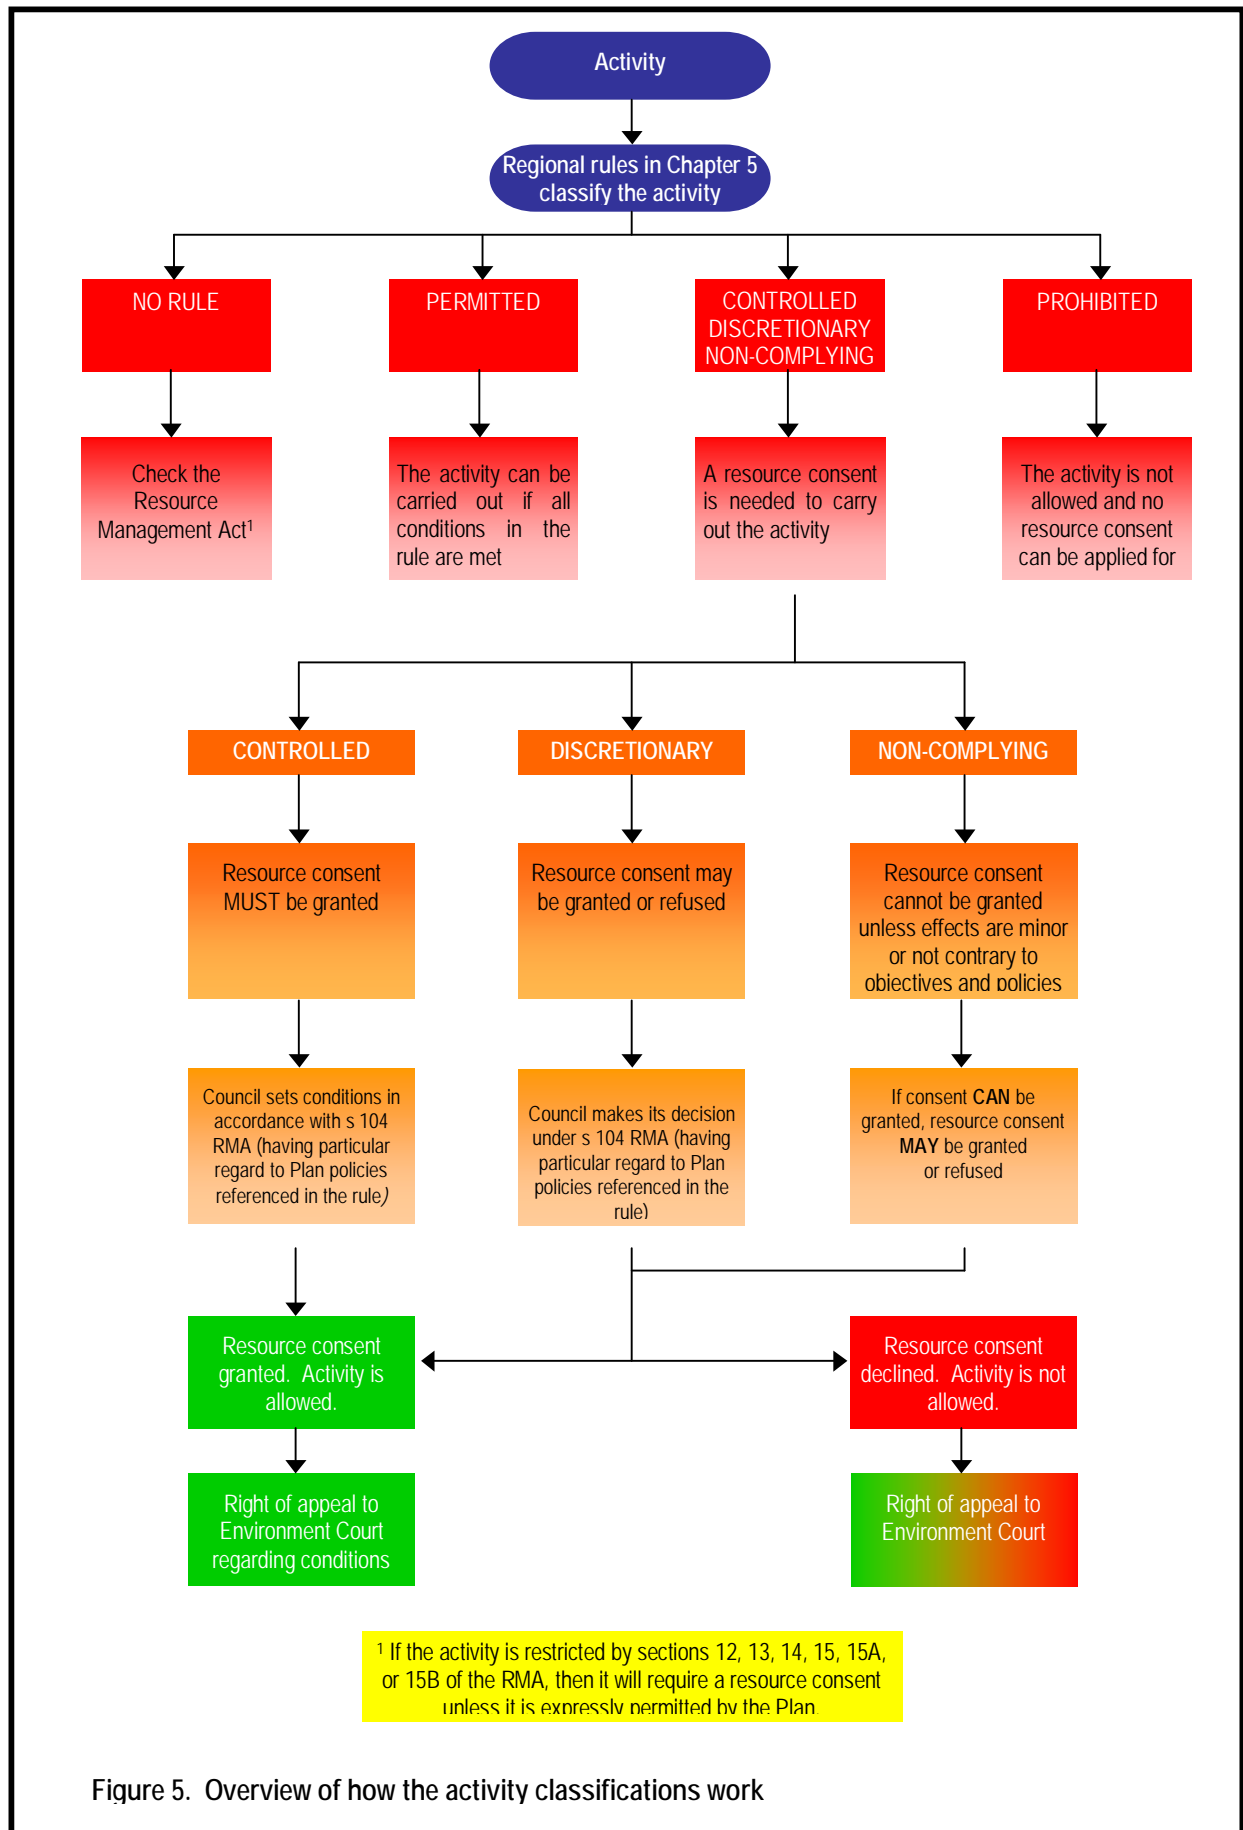 Activity
Regional rules in Chapter 5
classify the activity
NO RULE
PERMITTED
CONTROLLED
DISCRETIONARY
NON-COMPLYING
PROHIBITED
Check the
Resource
Management Act¹
The activity can be
carried out if all
conditions in the
rule are met
A resource consent
is needed to carry
out the activity
The activity is not
allowed and no
resource consent
can be applied for
CONTROLLED
DISCRETIONARY
NON-COMPLYING
Resource consent
MUST be granted
Resource consent may
be granted or refused
Resource consent
cannot be granted
unless effects are minor
or not contrary to
objectives and policies
Council sets conditions in
accordance with s 104
RMA (having particular
regard to Plan policies
referenced in the rule)
Council makes its decision
under s 104 RMA (having
particular regard to Plan
policies referenced in the
rule)
If consent CAN be
granted, resource consent
MAY be granted
or refused
Resource consent
granted. Activity is
allowed.
Resource consent
declined. Activity is not
allowed.
Right of appeal to
Environment Court
regarding conditions
Right of appeal to
Environment Court
¹ If the activity is restricted by sections 12, 13, 14, 15, 15A,
or 15B of the RMA, then it will require a resource consent
unless it is expressly permitted by the Plan.
Figure 5. Overview of how the activity classifications work